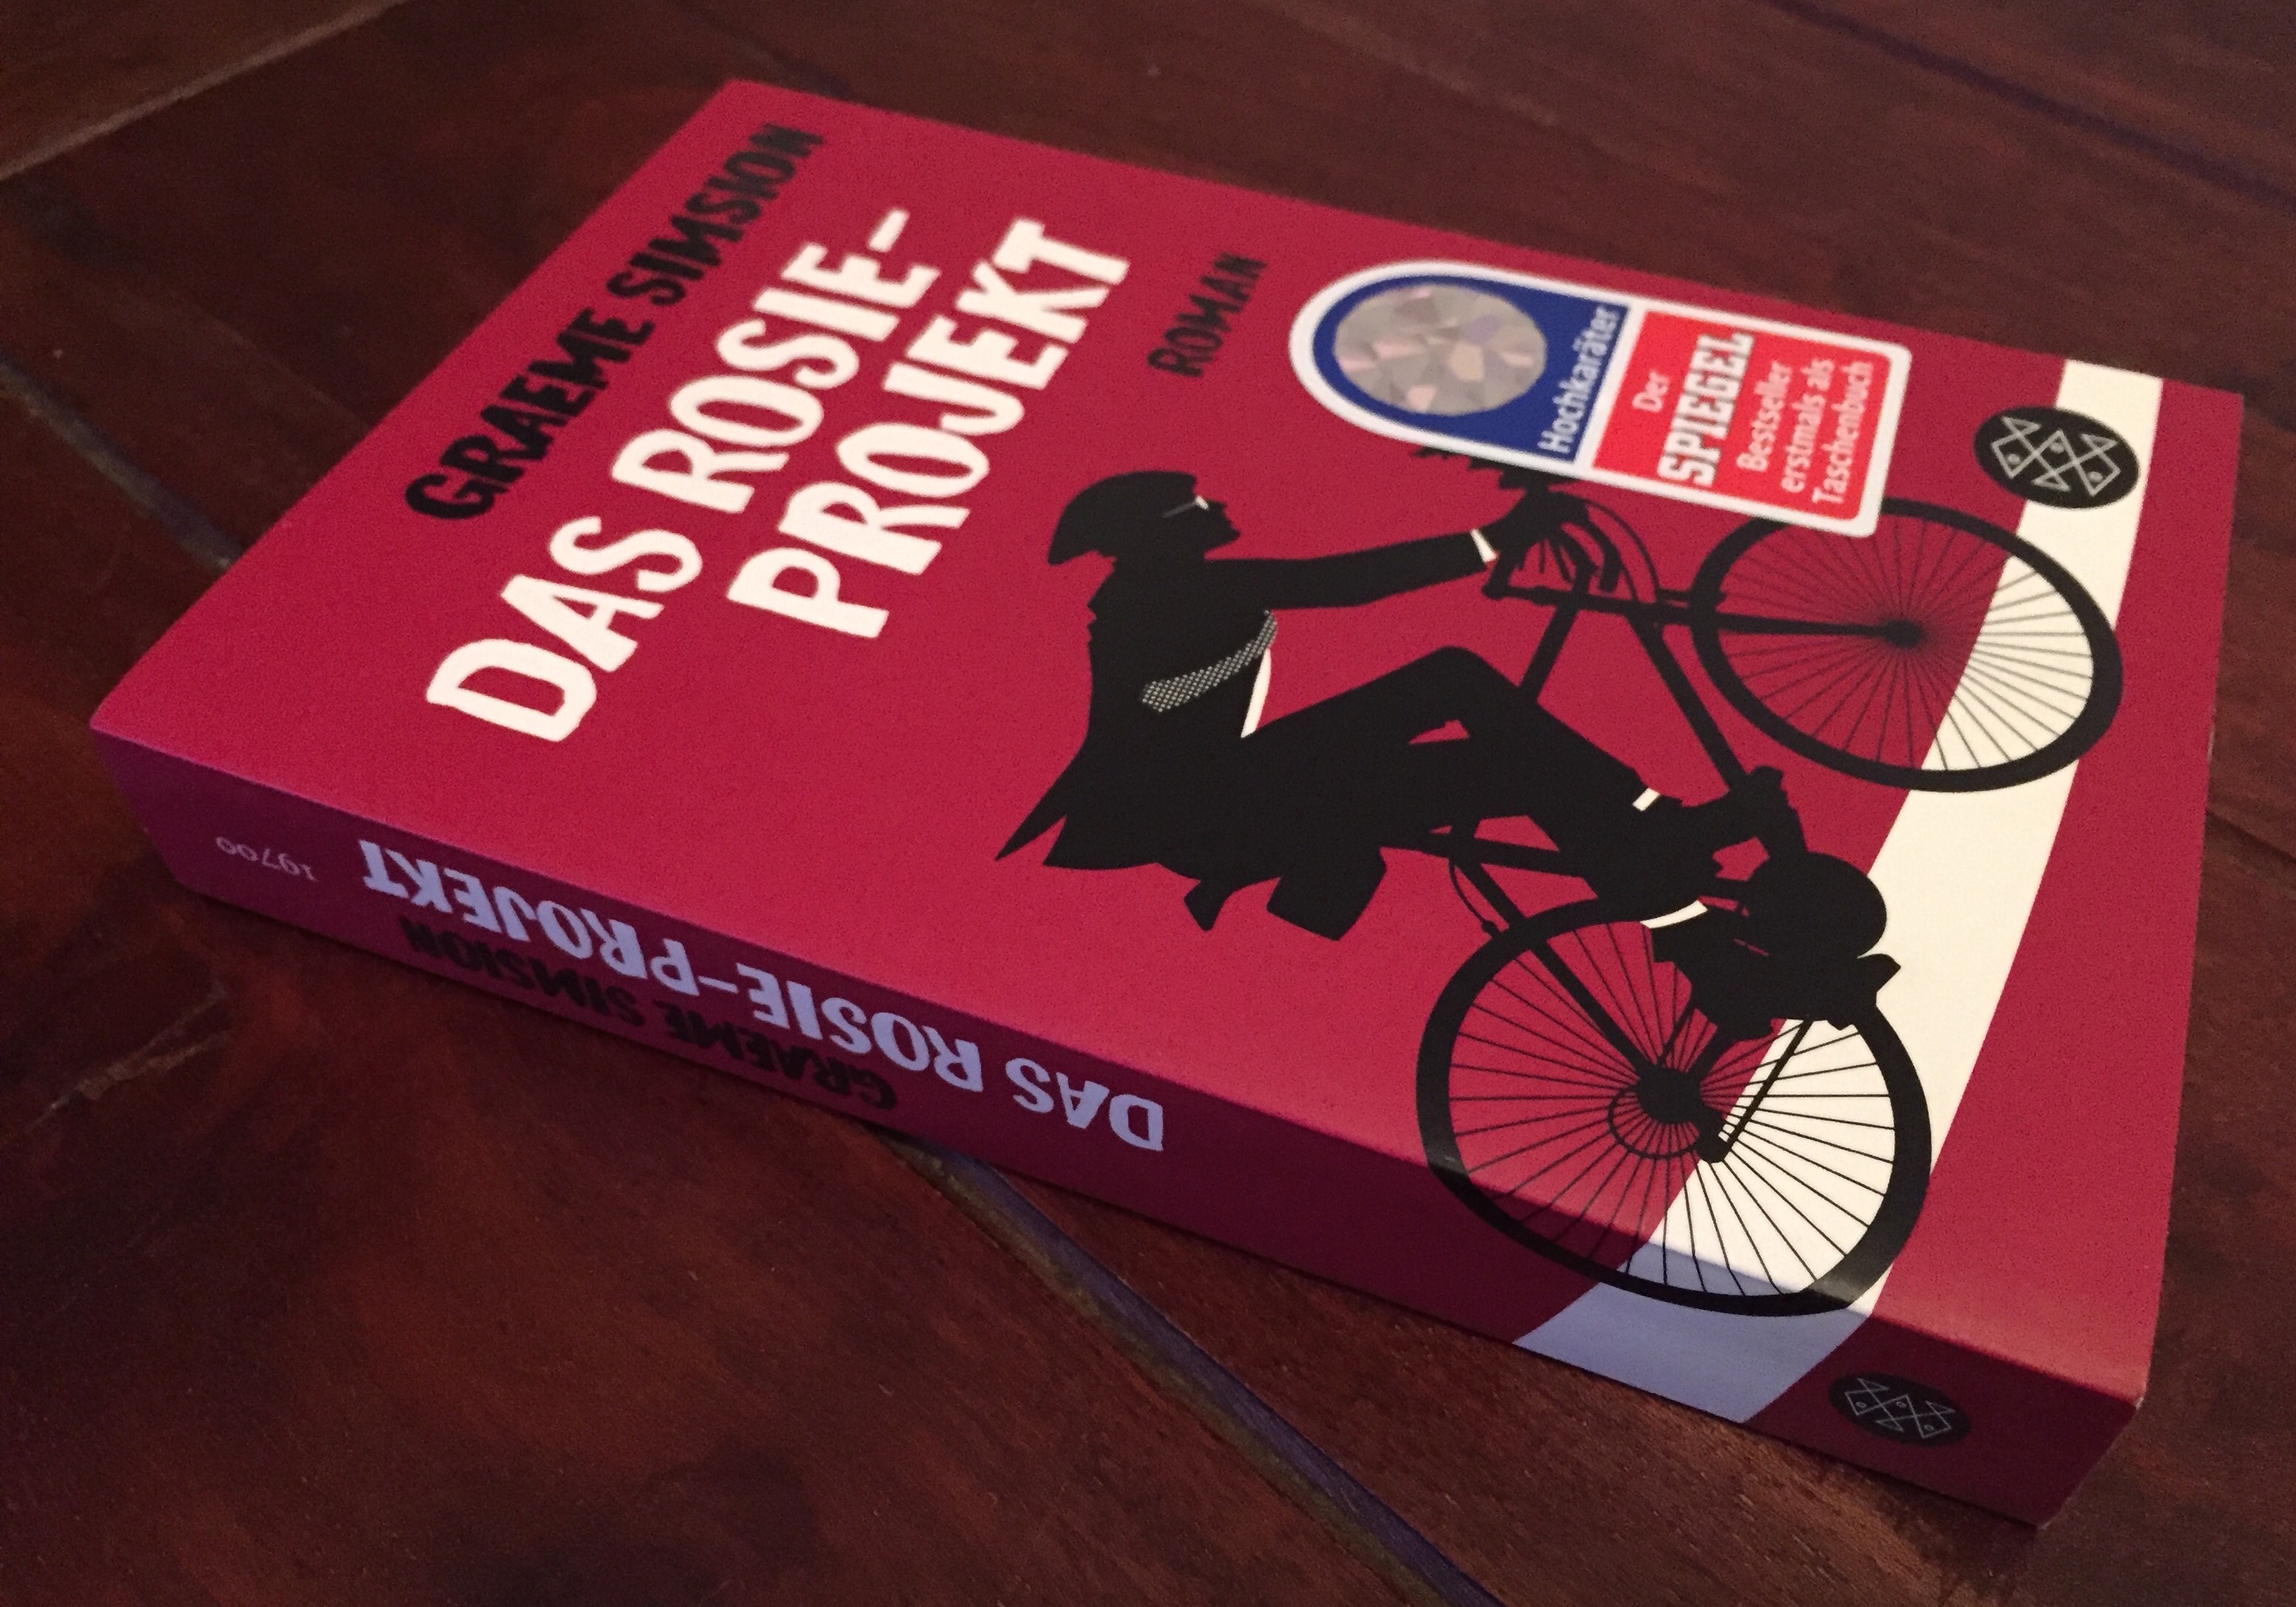 GRAEME SIMSION
DAS ROSIE-
PROJEKT
ROMAN
Hochkaräter
Der
SPIEGEL
Bestseller
erstmals als
Taschenbuch
DAS ROSIE-PROJEKT
GRAEME SIMSION
19700